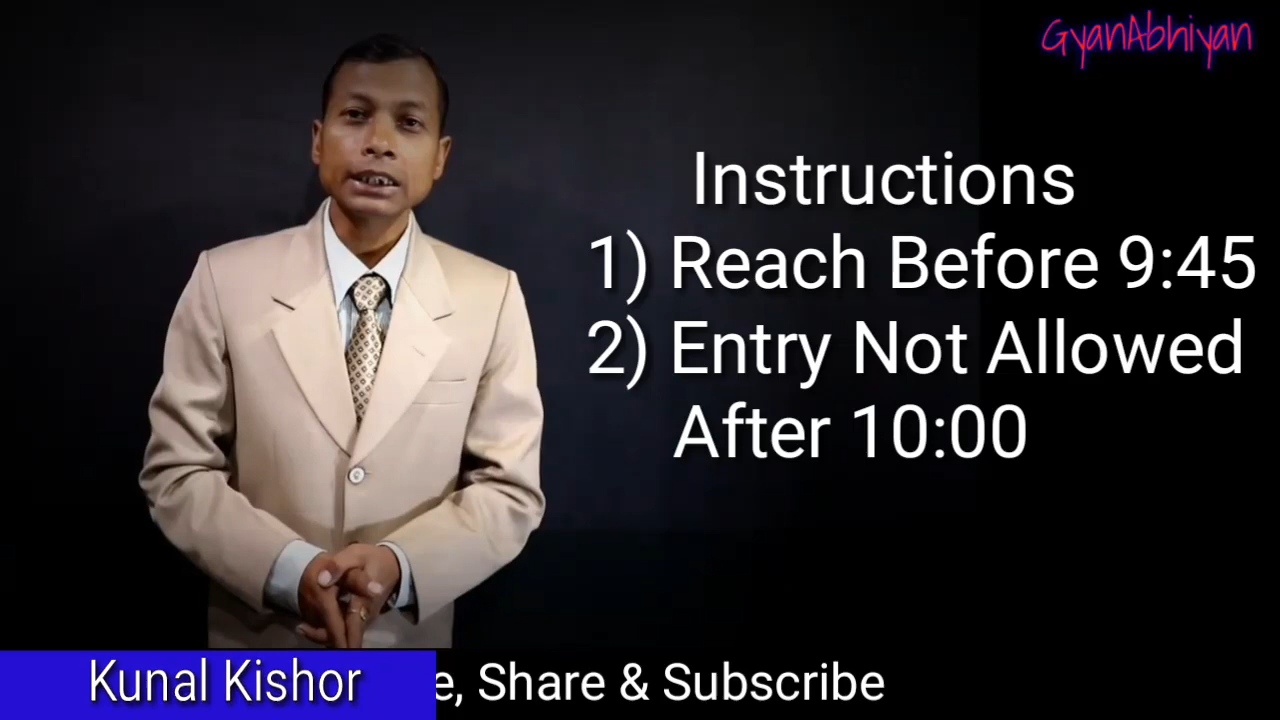 GyanAbhiyan
Instructions
1) Reach Before 9:45
2) Entry Not Allowed
After 10:00
Kunal Kishor
e, Share & Subscribe